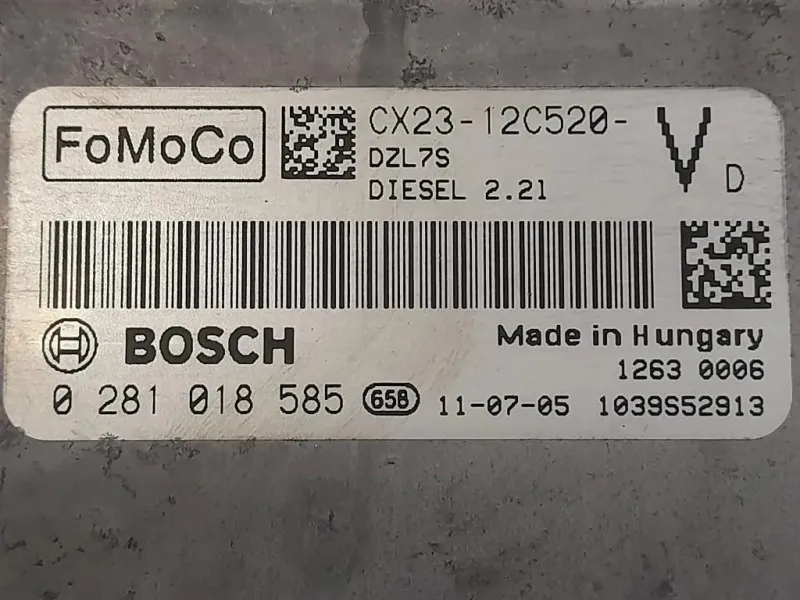 FoMoCo
CX23-12C520-
V
D
DZL7S
DIESEL 2.2l
BOSCH
Made in Hungary
1263 0006
0 281 018 585 658 11-07-05 1039S52913